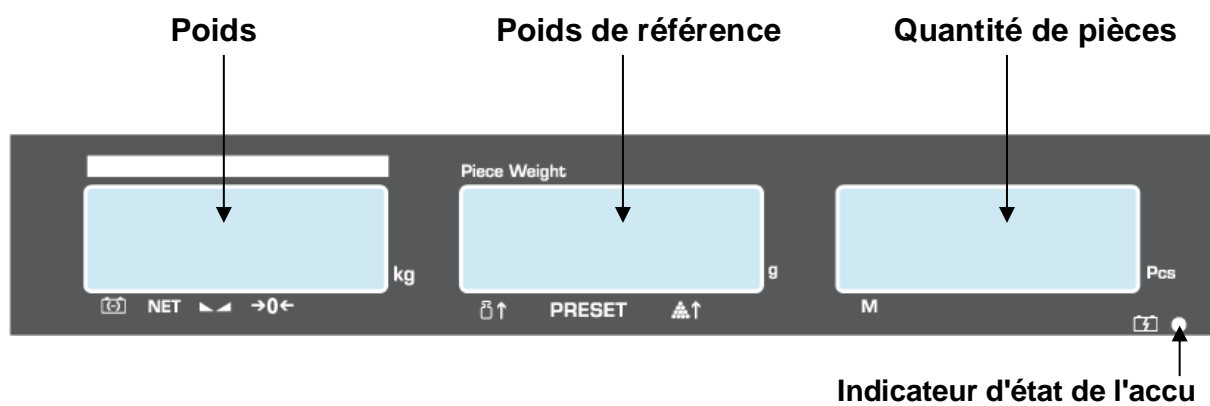 Poids
Poids de référence
Quantité de pièces
Piece Weight
kg
g
Pcs
NET →0←
↑ PRESET ↑
M
Indicateur d'état de l'accu